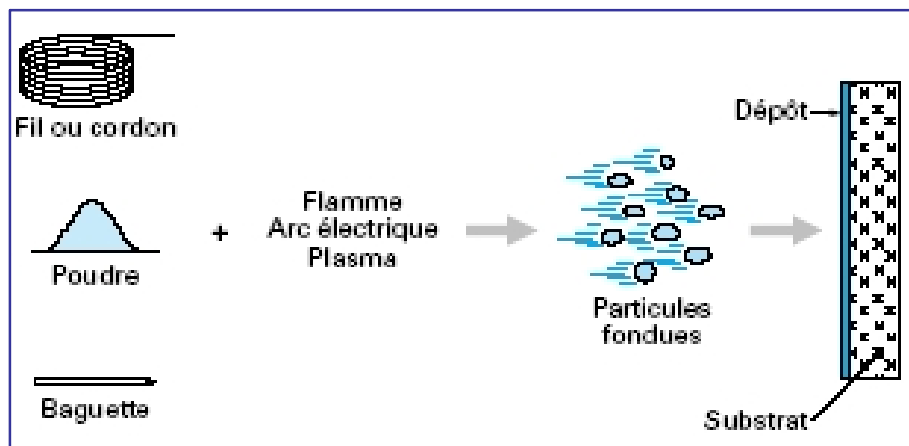 Fil ou cordon
Poudre
Baguette
+
Flamme
Arc électrique
Plasma
Particules
fondues
Dépôt
Substrat